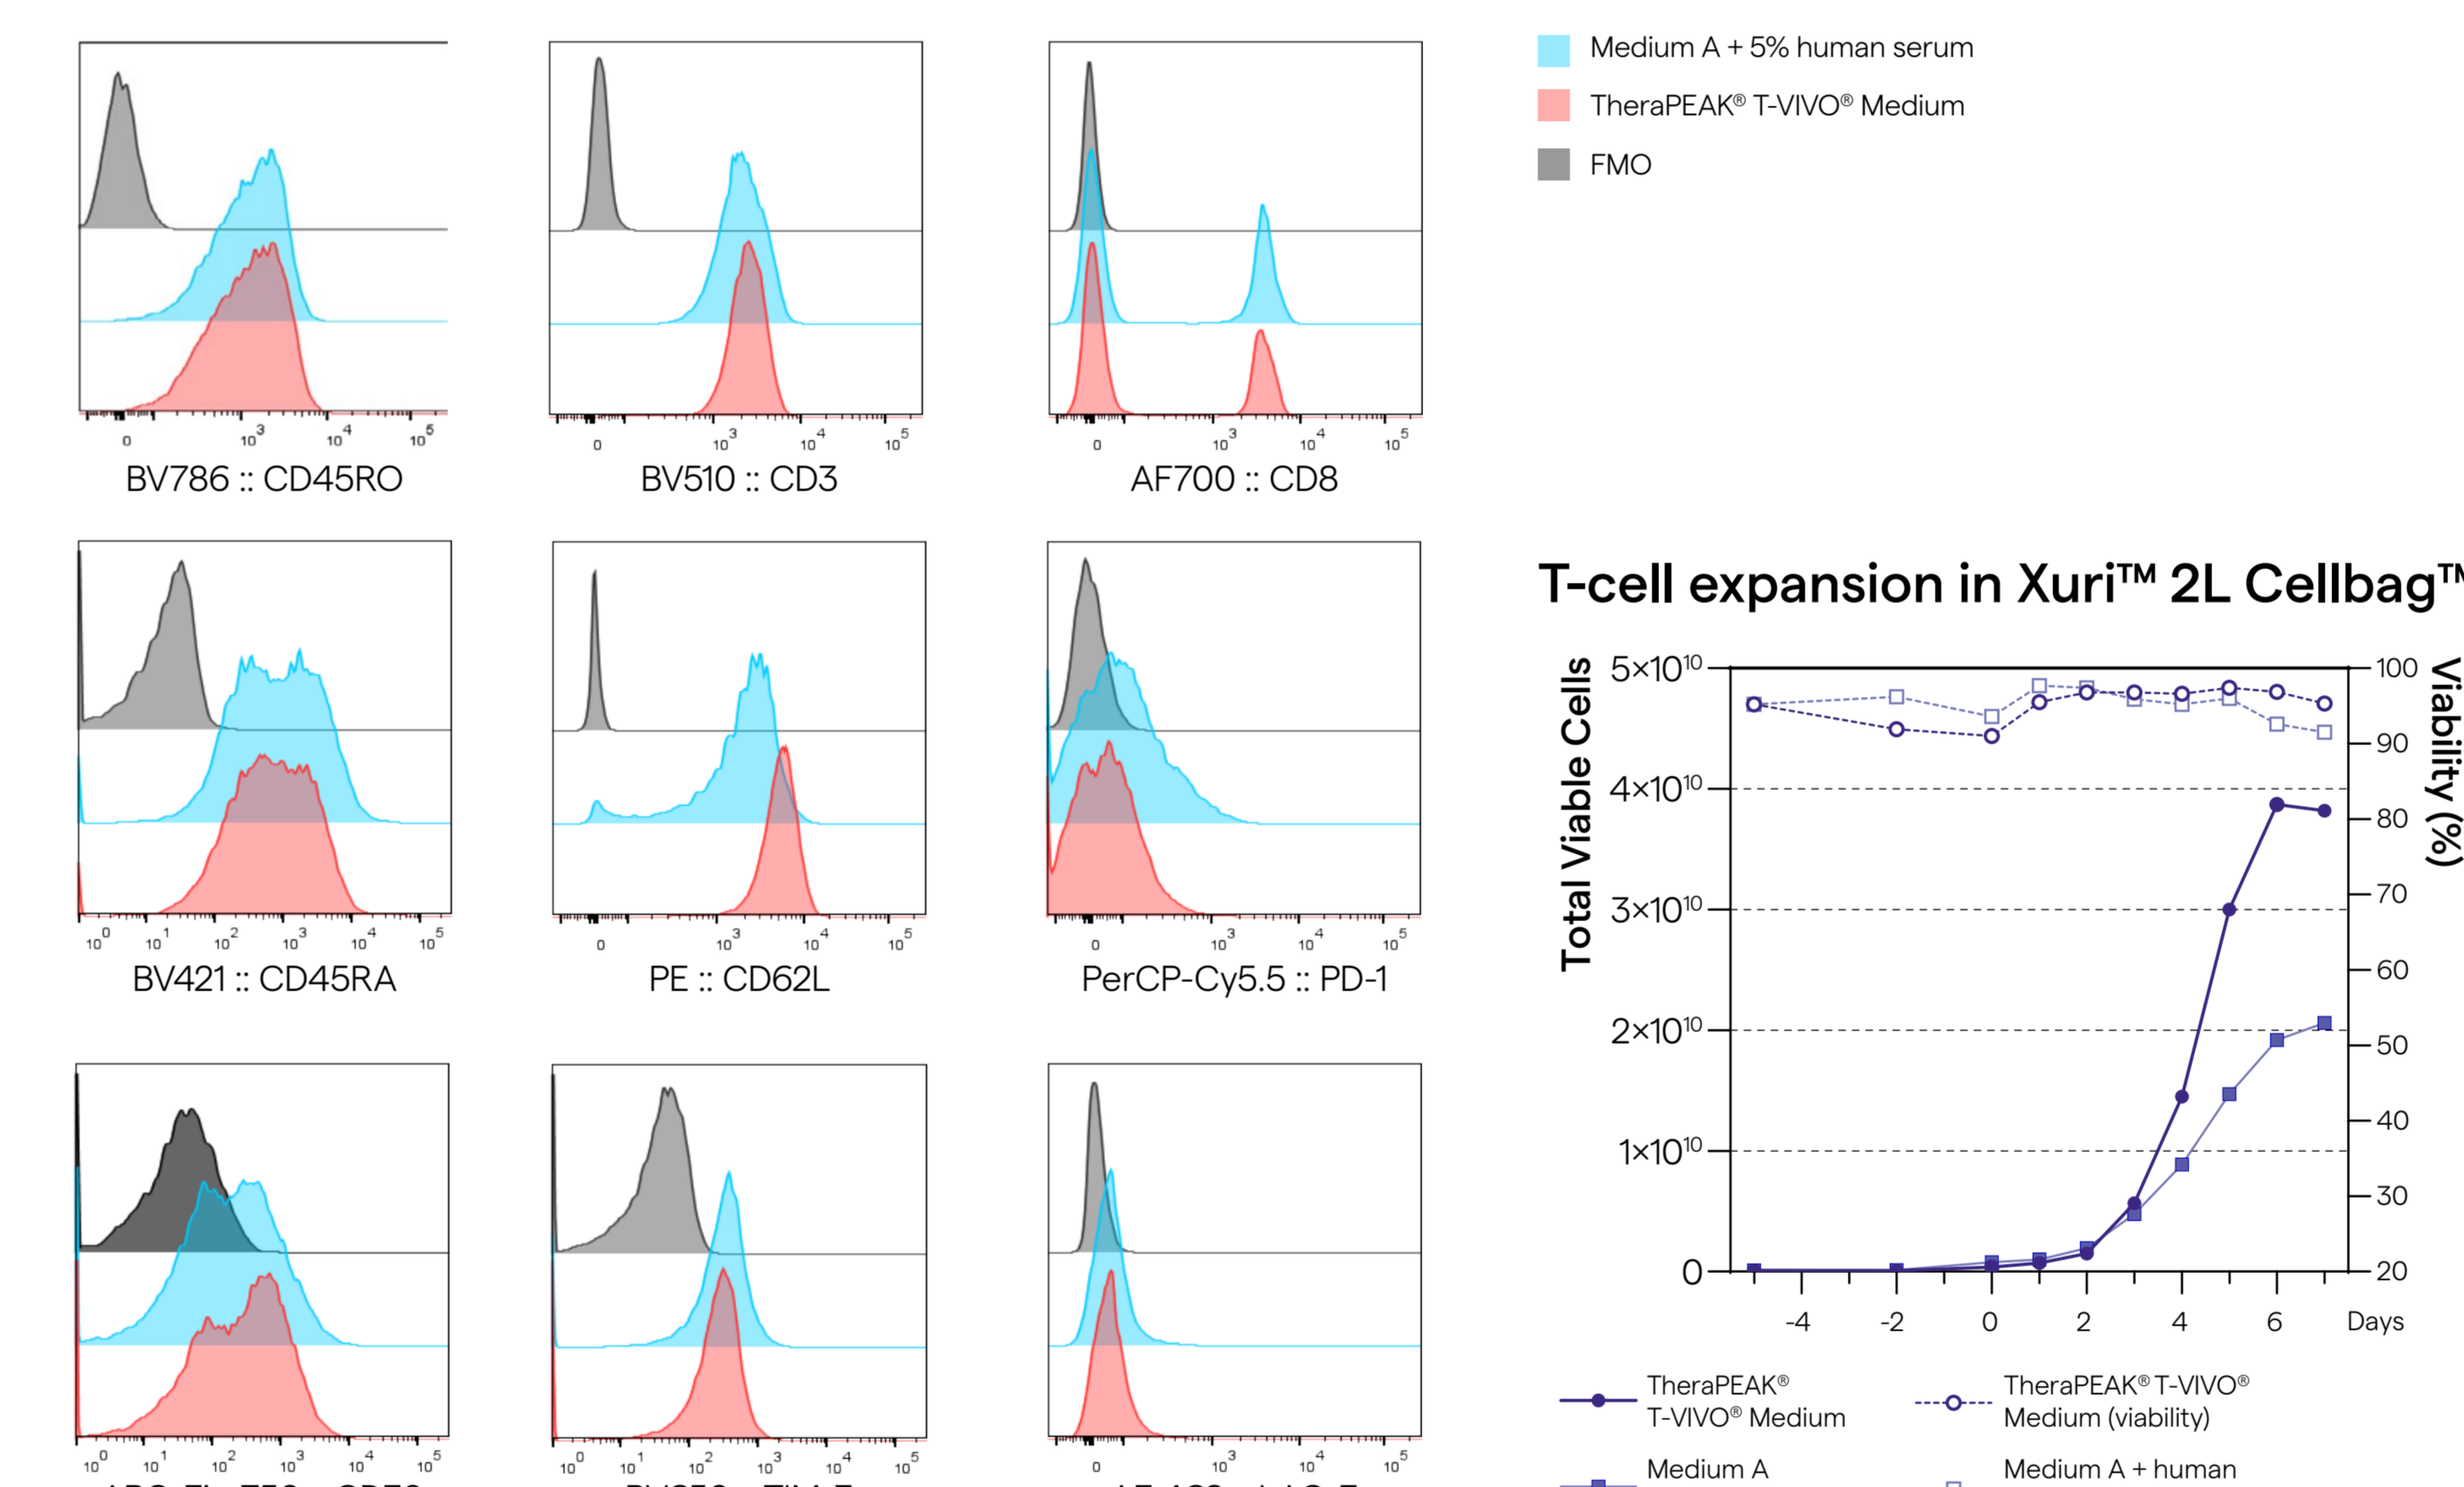 Medium A + 5% human serum
TheraPEAK® T-VIVO® Medium
FMO
0 10³ 10⁴ 10⁵
BV786 :: CD45RO
0 10³ 10⁴ 10⁵
BV510 :: CD3
0 10³ 10⁴ 10⁵
AF700 :: CD8
10⁰ 10¹ 10² 10³ 10⁴ 10⁵
BV421 :: CD45RA
0 10³ 10⁴ 10⁵
PE :: CD62L
0 10³ 10⁴ 10⁵
PerCP-Cy5.5 :: PD-1
10⁰ 10¹ 10² 10³ 10⁴ 10⁵
10⁰ 10¹ 10² 10³ 10⁴ 10⁵
0 10³ 10⁴ 10⁵
T-cell expansion in Xuri™ 2L Cellbag™
Total Viable Cells
5×10¹⁰
4×10¹⁰
3×10¹⁰
2×10¹⁰
1×10¹⁰
0
100
90
80
70
60
50
40
30
20
Viability (%)
-4 -2 0 2 4 6 Days
TheraPEAK®
T-VIVO® Medium
TheraPEAK® T-VIVO®
Medium (viability)
Medium A
Medium A + human